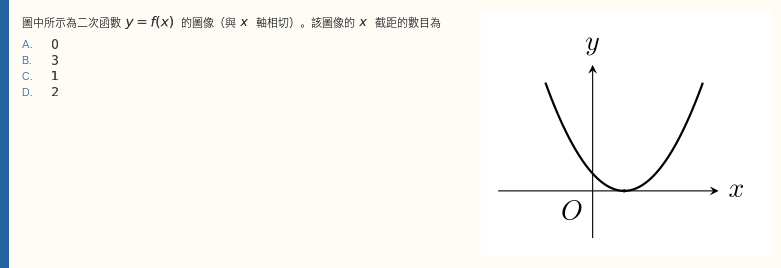 圖中所示為二次函數 y = f(x) 的圖像（與 x 軸相切）。該圖像的 x 截距的數目為
A. 0
B. 3
C. 1
D. 2
y
x
O